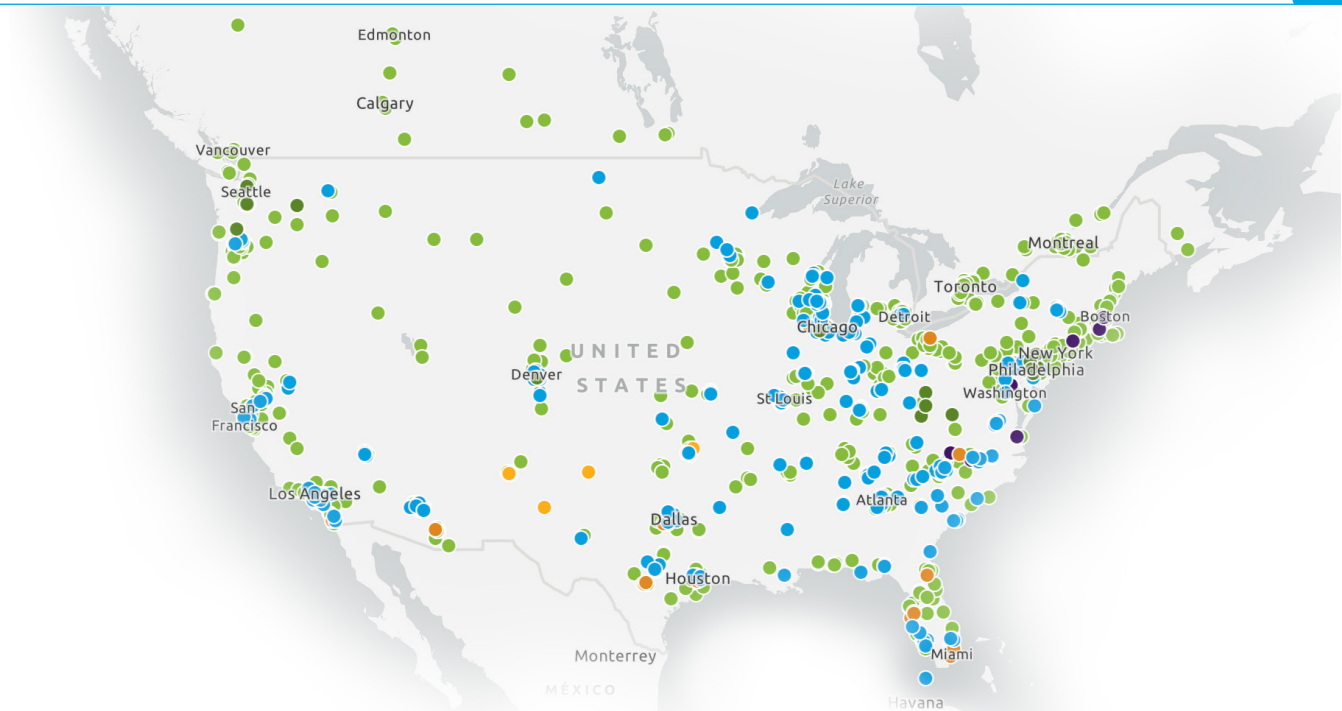 Edmonton
Calgary
Vancouver
Seattle
Lake
Superior
Montreal
Toronto
Boston
Detroit
Chicago
New York
UNITED
Philadelphia
Denver
STATES
Washington
St Louis
San
Francisco
Los Angeles
Atlanta
Dallas
Houston
Monterrey
Miami
MÉXICO
Havana